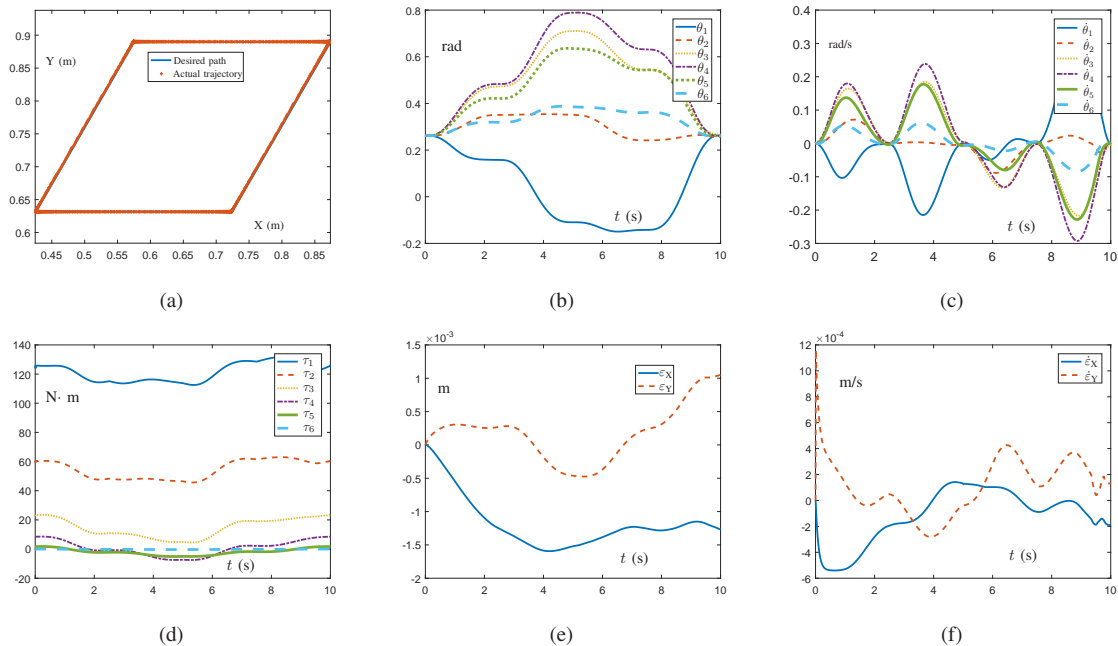 0.9
0.85
0.8
0.75
0.7
0.65
0.6
0.45 0.5 0.55 0.6 0.65 0.7 0.75 0.8 0.85
Y (m)
X (m)
Desired path
Actual trajectory
(a)
0.8
0.6
0.4
0.2
0
-0.2
0 2 4 6 8 10
rad
t (s)
θ1
θ2
θ3
θ4
θ5
θ6
(b)
0.4
0.3
0.2
0.1
0
-0.1
-0.2
-0.3
0 2 4 6 8 10
rad/s
t (s)
θ̇1
θ̇2
θ̇3
θ̇4
θ̇5
θ̇6
(c)
140
120
100
80
60
40
20
0
-20
0 2 4 6 8 10
N· m
t (s)
τ1
τ2
τ3
τ4
τ5
τ6
(d)
×10⁻³
1.5
1
0.5
0
-0.5
-1
-1.5
-2
0 2 4 6 8 10
m
t (s)
εX
εY
(e)
×10⁻⁴
12
10
8
6
4
2
0
-2
-4
-6
0 2 4 6 8 10
m/s
t (s)
ε̇X
ε̇Y
(f)